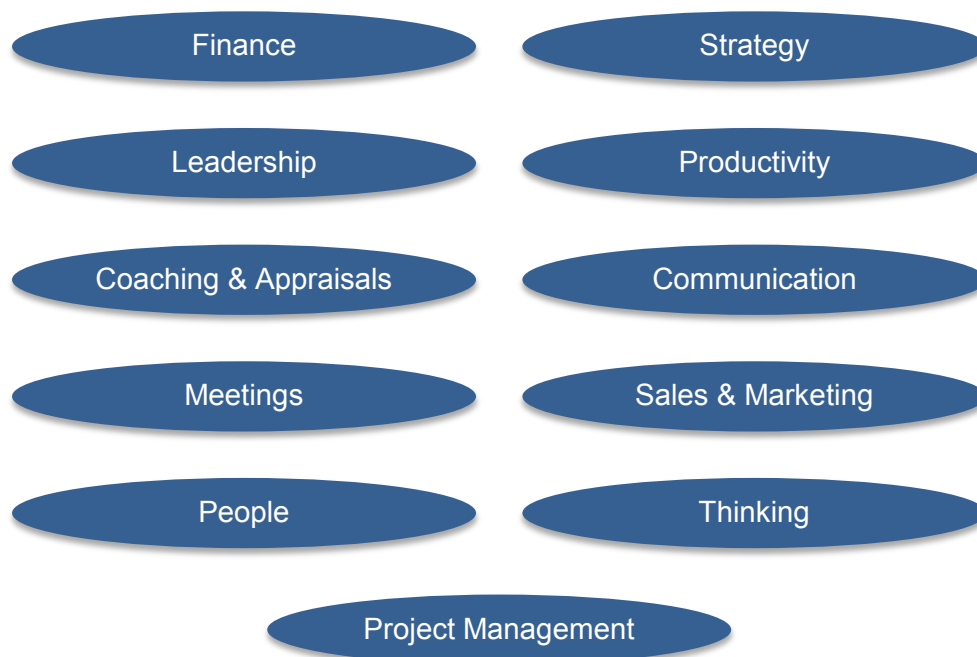 Finance
Strategy
Leadership
Productivity
Coaching & Appraisals
Communication
Meetings
Sales & Marketing
People
Thinking
Project Management